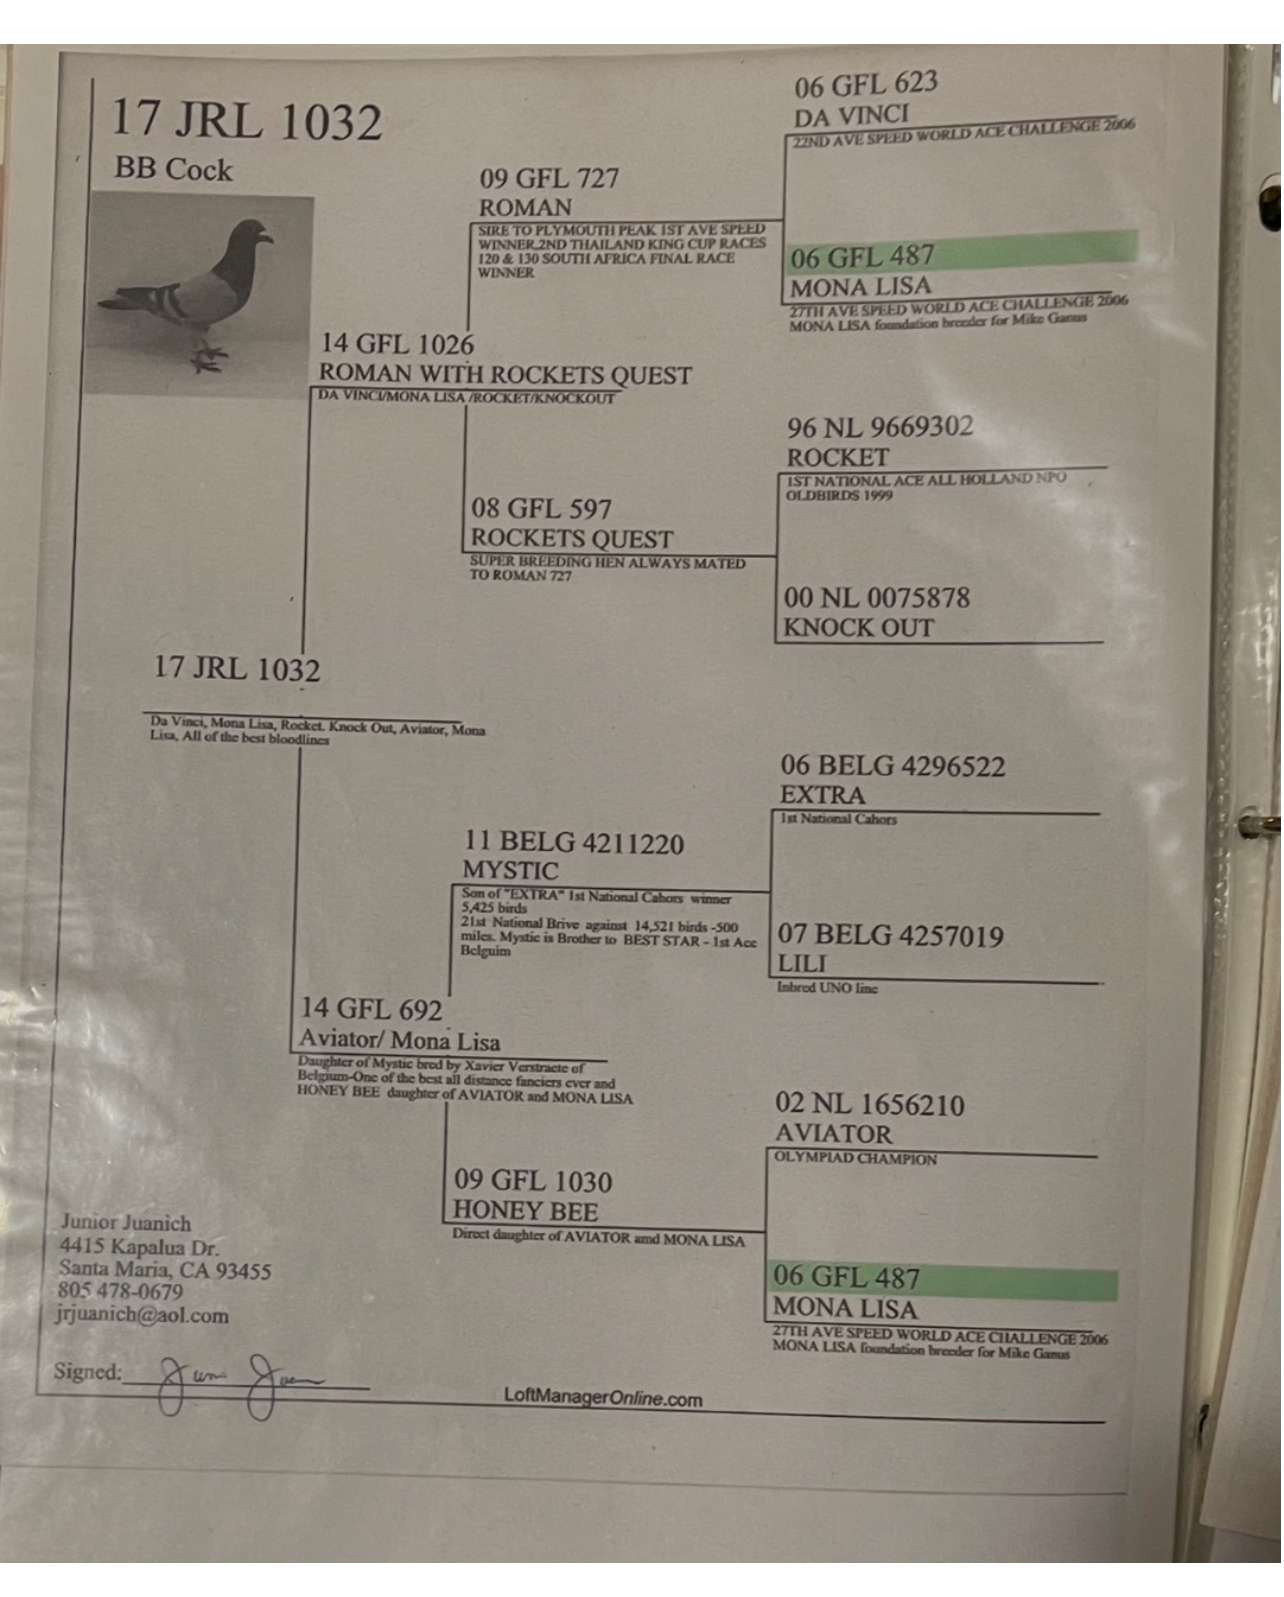 17 JRL 1032
BB Cock
06 GFL 623
DA VINCI
22ND AVE SPEED WORLD ACE CHALLENGE 2006
09 GFL 727
ROMAN
SIRE TO PLYMOUTH PEAK 1ST AVE SPEED
WINNER,2ND THAILAND KING CUP RACES
120 & 130 SOUTH AFRICA FINAL RACE
WINNER
06 GFL 487
MONA LISA
27TH AVE SPEED WORLD ACE CHALLENGE 2006
MONA LISA foundation breeder for Mike Ganus
14 GFL 1026
ROMAN WITH ROCKETS QUEST
DA VINCI/MONA LISA /ROCKET/KNOCKOUT
96 NL 9669302
ROCKET
1ST NATIONAL ACE ALL HOLLAND NPO
OLDBIRDS 1999
08 GFL 597
ROCKETS QUEST
SUPER BREEDING HEN ALWAYS MATED
TO ROMAN 727
00 NL 0075878
KNOCK OUT
17 JRL 1032
Da Vinci, Mona Lisa, Rocket. Knock Out, Aviator, Mona
Lisa, All of the best bloodlines
06 BELG 4296522
EXTRA
1st National Cahors
11 BELG 4211220
MYSTIC
Son of "EXTRA" 1st National Cahors winner
5,425 birds
21st National Brive against 14,521 birds -500
miles. Mystic is Brother to BEST STAR - 1st Ace
Belguim
07 BELG 4257019
LILI
Inbred UNO line
14 GFL 692
Aviator/ Mona Lisa
Daughter of Mystic bred by Xavier Verstraete of
Belgium-One of the best all distance fanciers ever and
HONEY BEE daughter of AVIATOR and MONA LISA
02 NL 1656210
AVIATOR
OLYMPIAD CHAMPION
09 GFL 1030
HONEY BEE
Direct daughter of AVIATOR amd MONA LISA
06 GFL 487
MONA LISA
27TH AVE SPEED WORLD ACE CHALLENGE 2006
MONA LISA foundation breeder for Mike Ganus
Junior Juanich
4415 Kapalua Dr.
Santa Maria, CA 93455
805 478-0679
jrjuanich@aol.com
Signed:
LoftManagerOnline.com